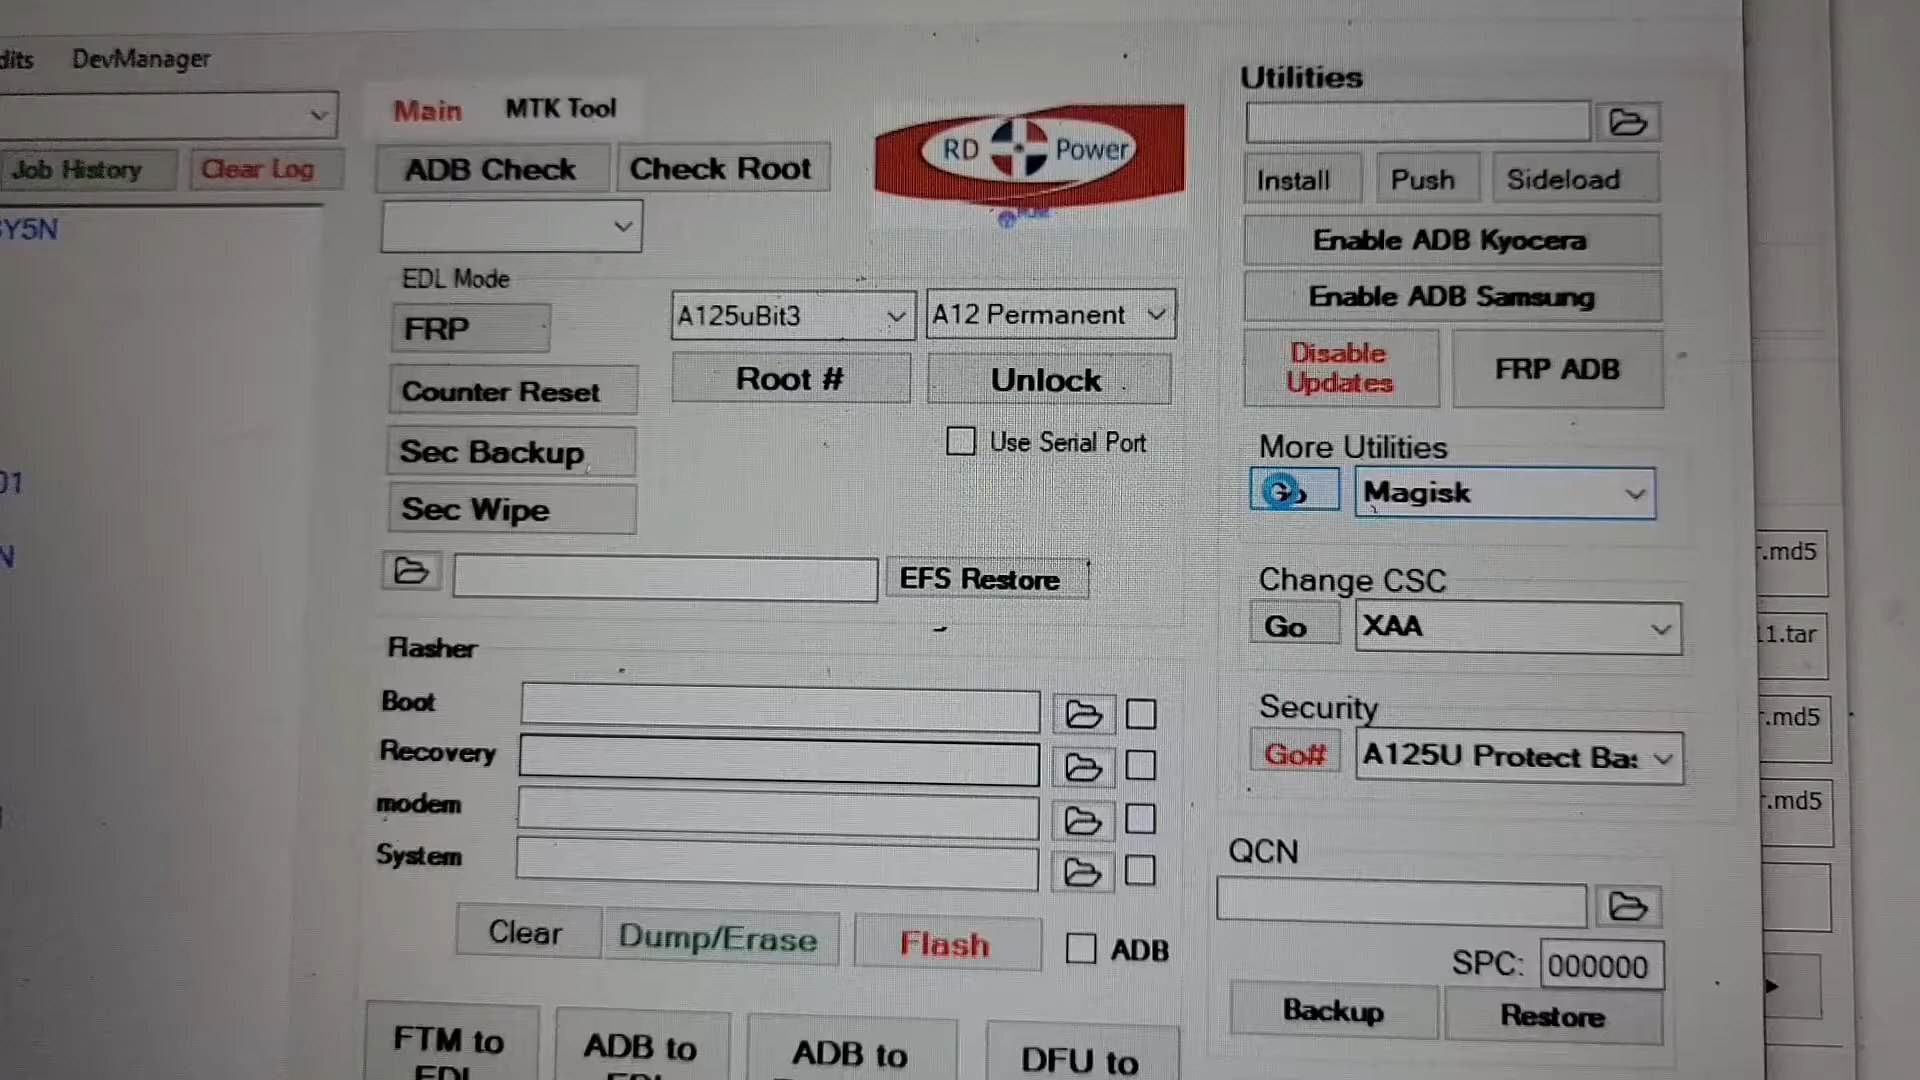 dits DevManager
Job History Clear Log
Y5N
01
N
Main MTK Tool
ADB Check Check Root
RD Power
EDL Mode
FRP
A125uBit3 A12 Permanent
Counter Reset Root # Unlock
Use Serial Port
Sec Backup
Sec Wipe
EFS Restore
Flasher
Boot
Recovery
modem
System
Clear Dump/Erase Flash ADB
FTM to ADB to ADB to DFU to
EDL EDL
Utilities
Install Push Sideload
Enable ADB Kyocera
Enable ADB Samsung
Disable
Updates
FRP ADB
More Utilities
Go Magisk
Change CSC
Go XAA
Security
Go# A125U Protect Ba
QCN
SPC: 000000
Backup Restore
.md5
11.tar
.md5
.md5